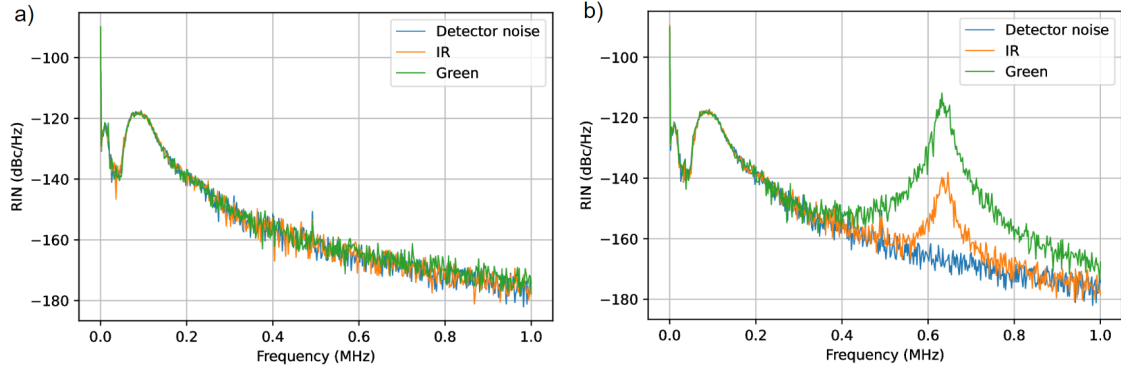 a)
Detector noise
IR
Green
RIN (dBc/Hz)
−100
−120
−140
−160
−180
0.0 0.2 0.4 0.6 0.8 1.0
Frequency (MHz)
b)
Detector noise
IR
Green
RIN (dBc/Hz)
−100
−120
−140
−160
−180
0.0 0.2 0.4 0.6 0.8 1.0
Frequency (MHz)